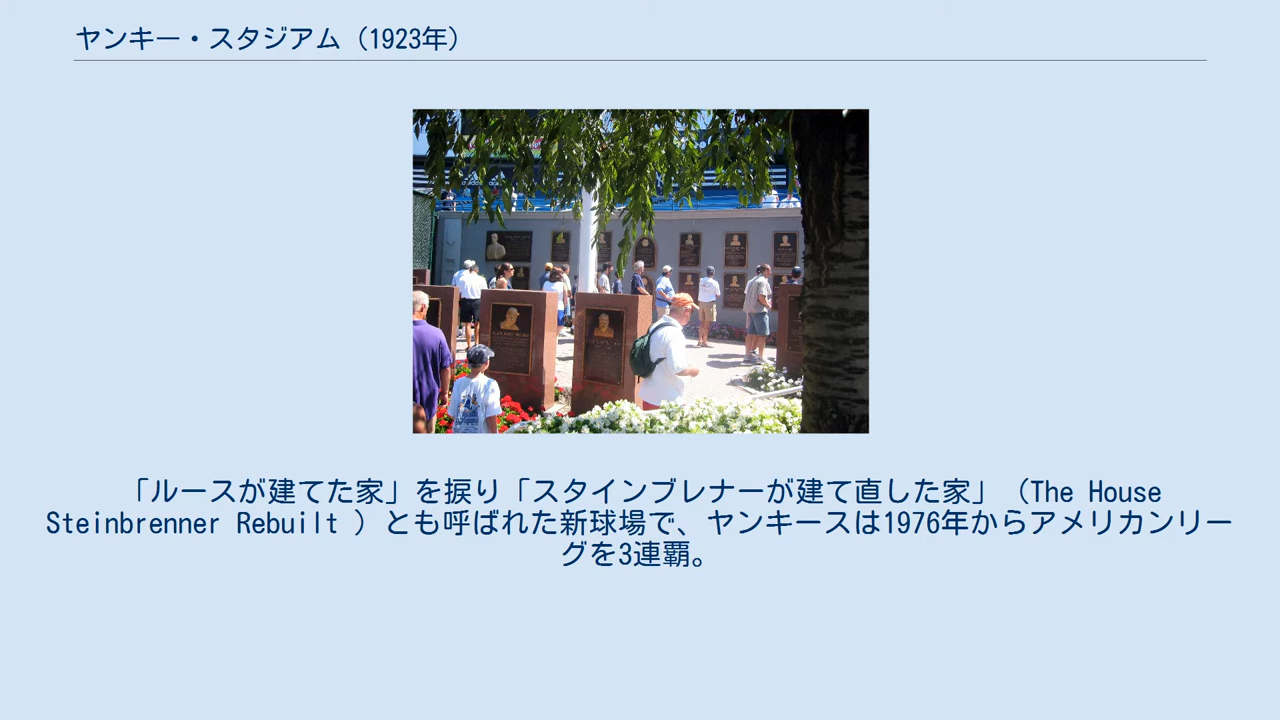 ヤンキー・スタジアム（1923年）
「ルースが建てた家」を捩り「スタインブレナーが建て直した家」（The House
Steinbrenner Rebuilt ）とも呼ばれた新球場で、ヤンキースは1976年からアメリカンリー
グを3連覇。